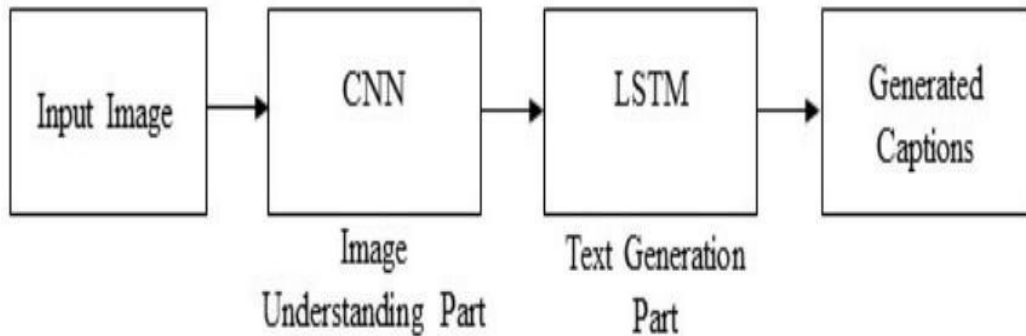 Input Image
CNN
LSTM
Generated
Captions
Image
Understanding Part
Text Generation
Part